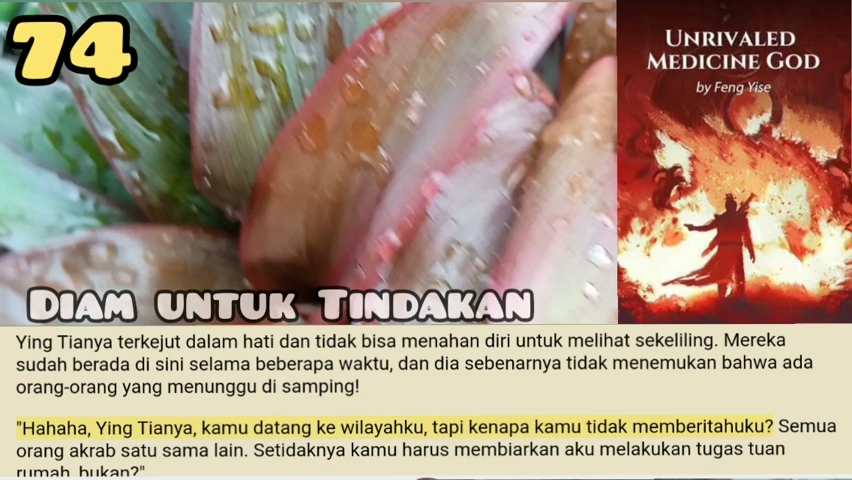 74
UNRIVALED
MEDICINE GOD
by Feng Yise
DIAM UNTUK TINDAKAN
Ying Tianya terkejut dalam hati dan tidak bisa menahan diri untuk melihat sekeliling. Mereka
sudah berada di sini selama beberapa waktu, dan dia sebenarnya tidak menemukan bahwa ada
orang-orang yang menunggu di samping!
"Hahaha, Ying Tianya, kamu datang ke wilayahku, tapi kenapa kamu tidak memberitahuku? Semua
orang akrab satu sama lain. Setidaknya kamu harus membiarkan aku melakukan tugas tuan
rumah, bukan?"